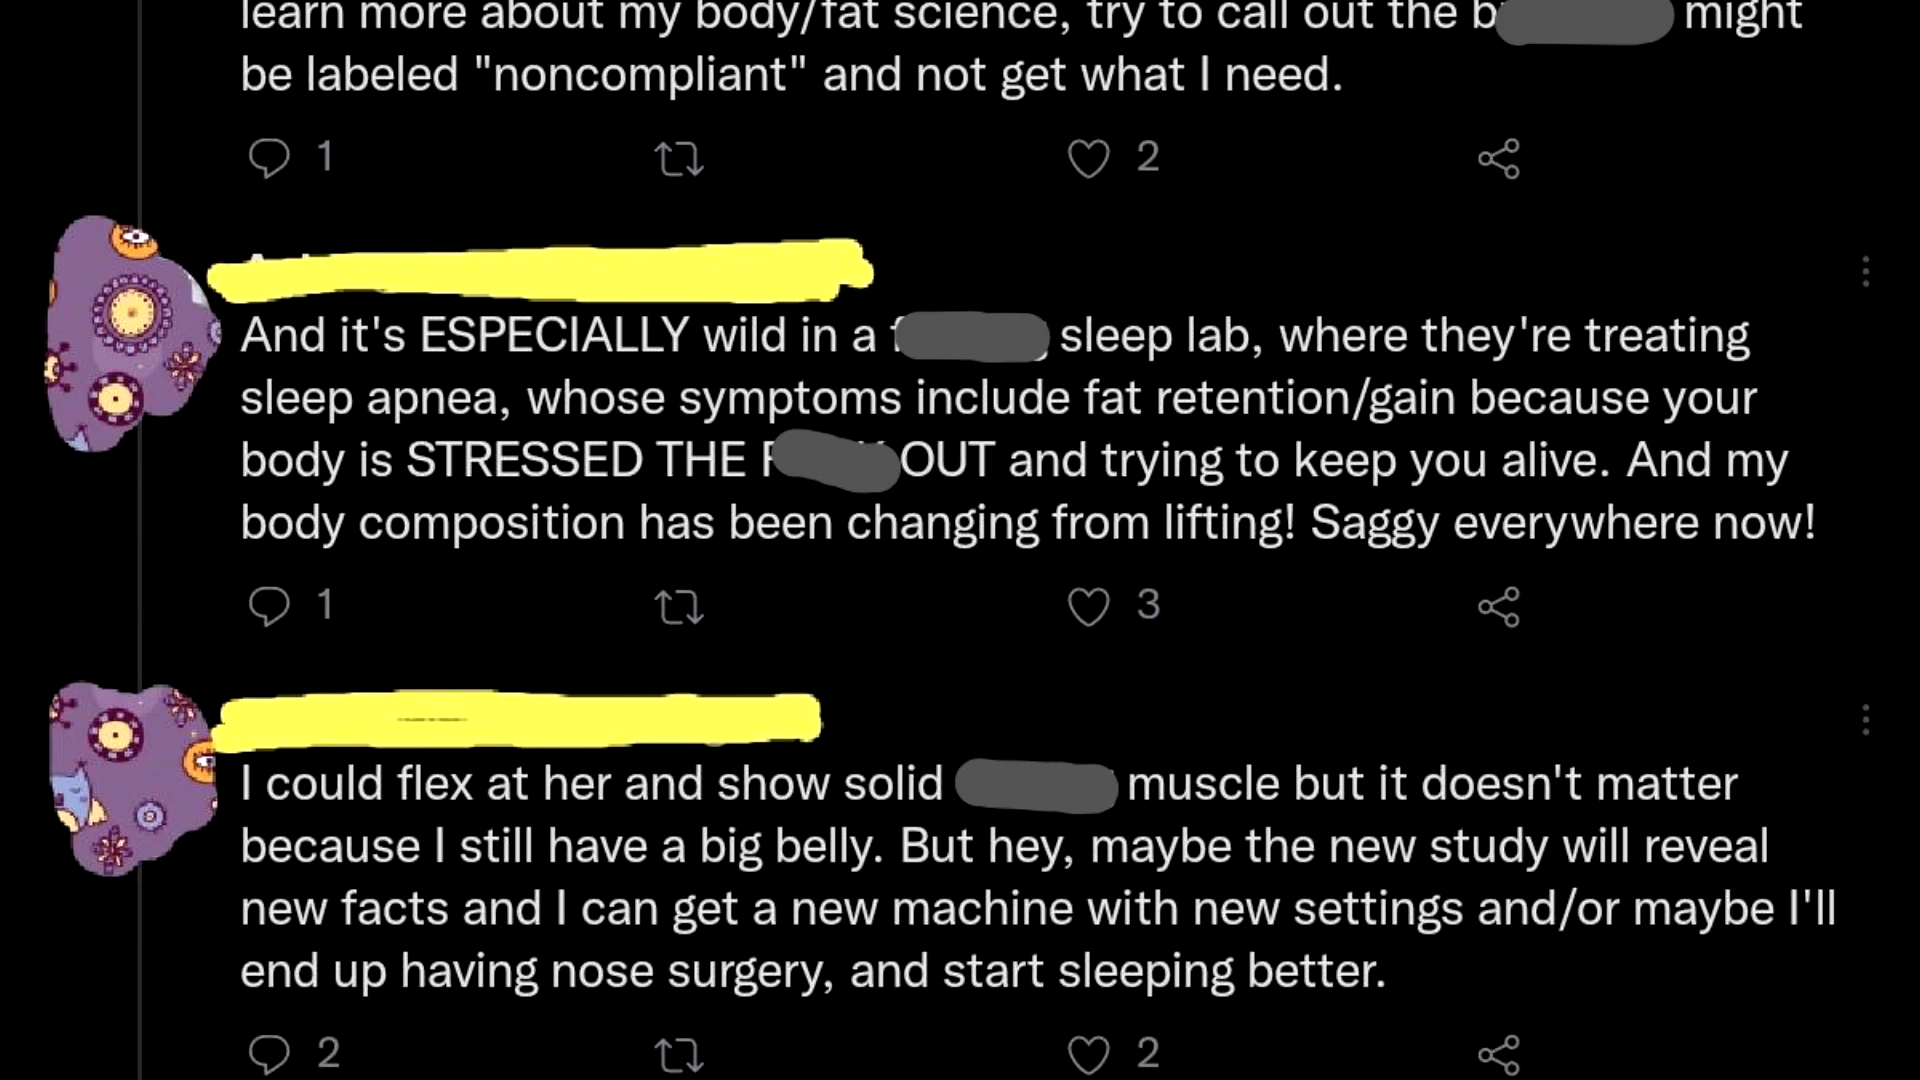 learn more about my body/fat science, try to call out the might
be labeled "noncompliant" and not get what I need.
1 2
And it's ESPECIALLY wild in a sleep lab, where they're treating
sleep apnea, whose symptoms include fat retention/gain because your
body is STRESSED THE OUT and trying to keep you alive. And my
body composition has been changing from lifting! Saggy everywhere now!
1 3
I could flex at her and show solid muscle but it doesn't matter
because I still have a big belly. But hey, maybe the new study will reveal
new facts and I can get a new machine with new settings and/or maybe I'll
end up having nose surgery, and start sleeping better.
2 2